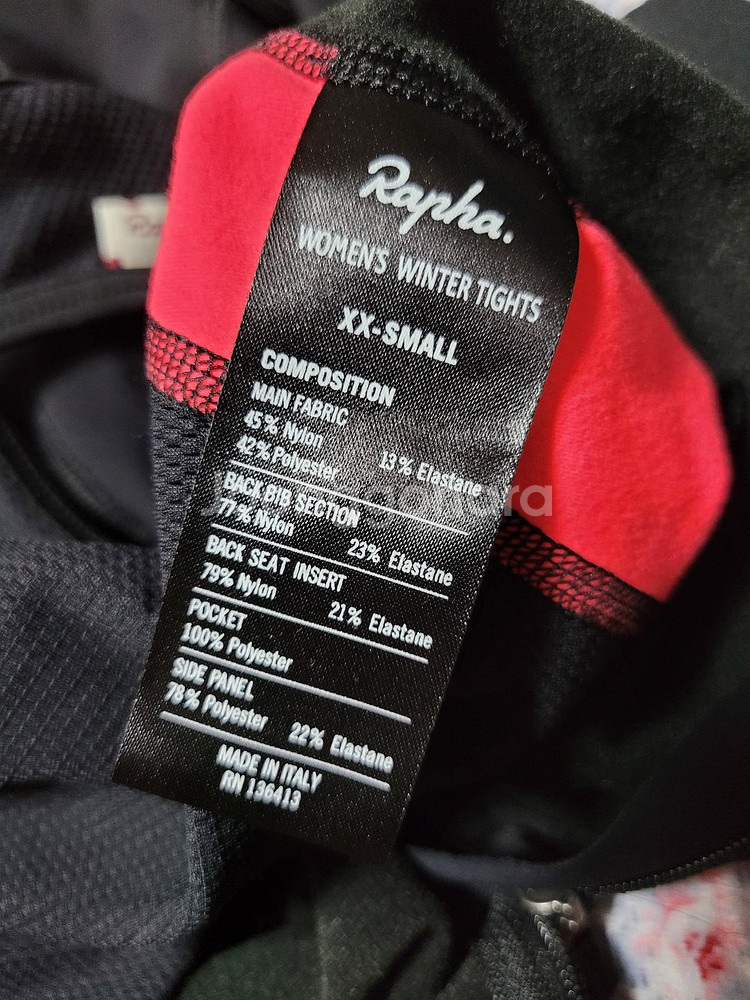 Rapha.
WOMEN'S WINTER TIGHTS
XX-SMALL
COMPOSITION
MAIN FABRIC
45% Nylon
42% Polyester 13% Elastane
BACK BIB SECTION
77% Nylon 23% Elastane
BACK SEAT INSERT
79% Nylon 21% Elastane
POCKET
100% Polyester
SIDE PANEL
78% Polyester 22% Elastane
MADE IN ITALY
RN 136413